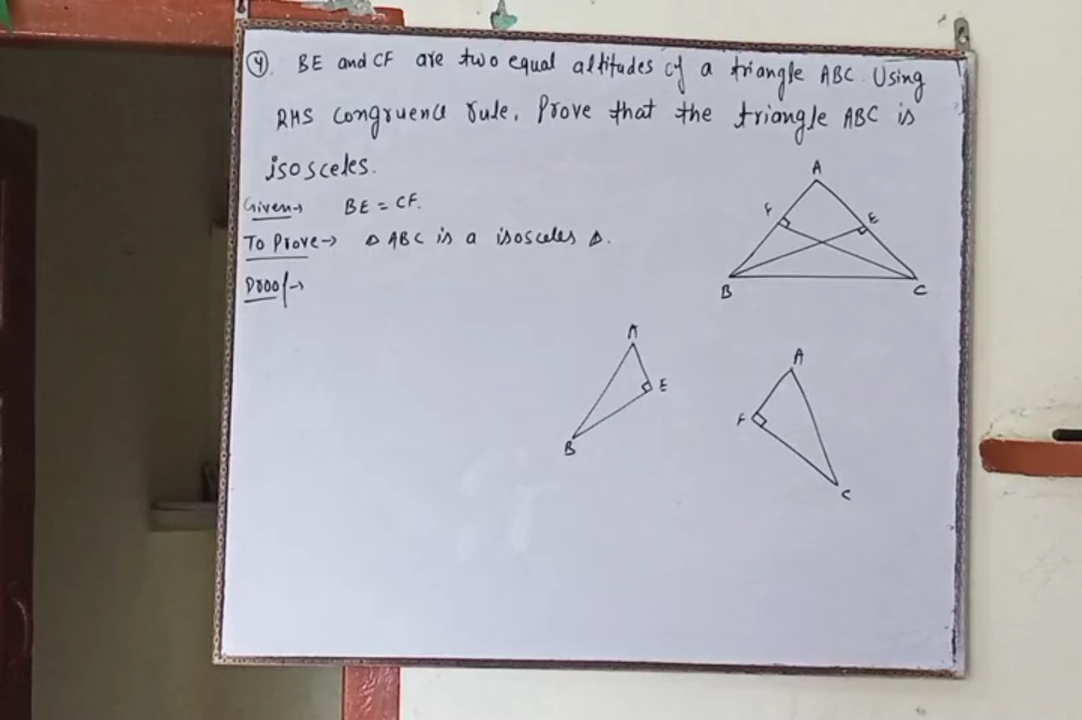 ④. BE and CF are two equal altitudes of a triangle ABC. Using
RHS congruence rule, Prove that the triangle ABC is
isosceles.
Given→ BE = CF.
To Prove→ △ ABC is a isosceles △.
Proof→
A
F
E
B
C
A
E
B
A
F
C